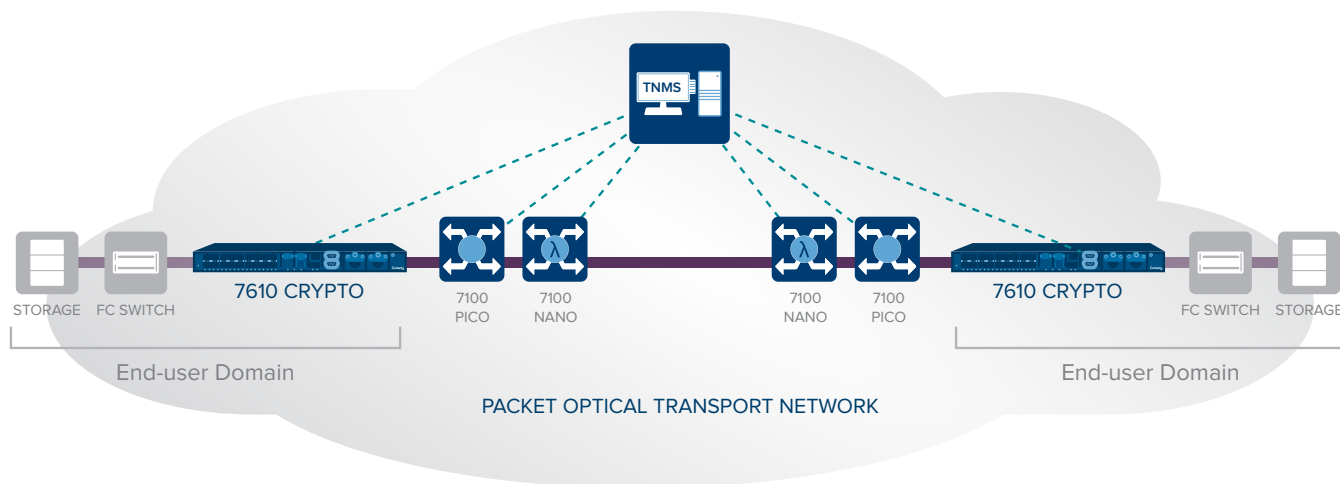 TNMS
λ
λ
STORAGE
FC SWITCH
7610 CRYPTO
7100
PICO
7100
NANO
7100
NANO
7100
PICO
7610 CRYPTO
FC SWITCH
STORAGE
End-user Domain
End-user Domain
PACKET OPTICAL TRANSPORT NETWORK